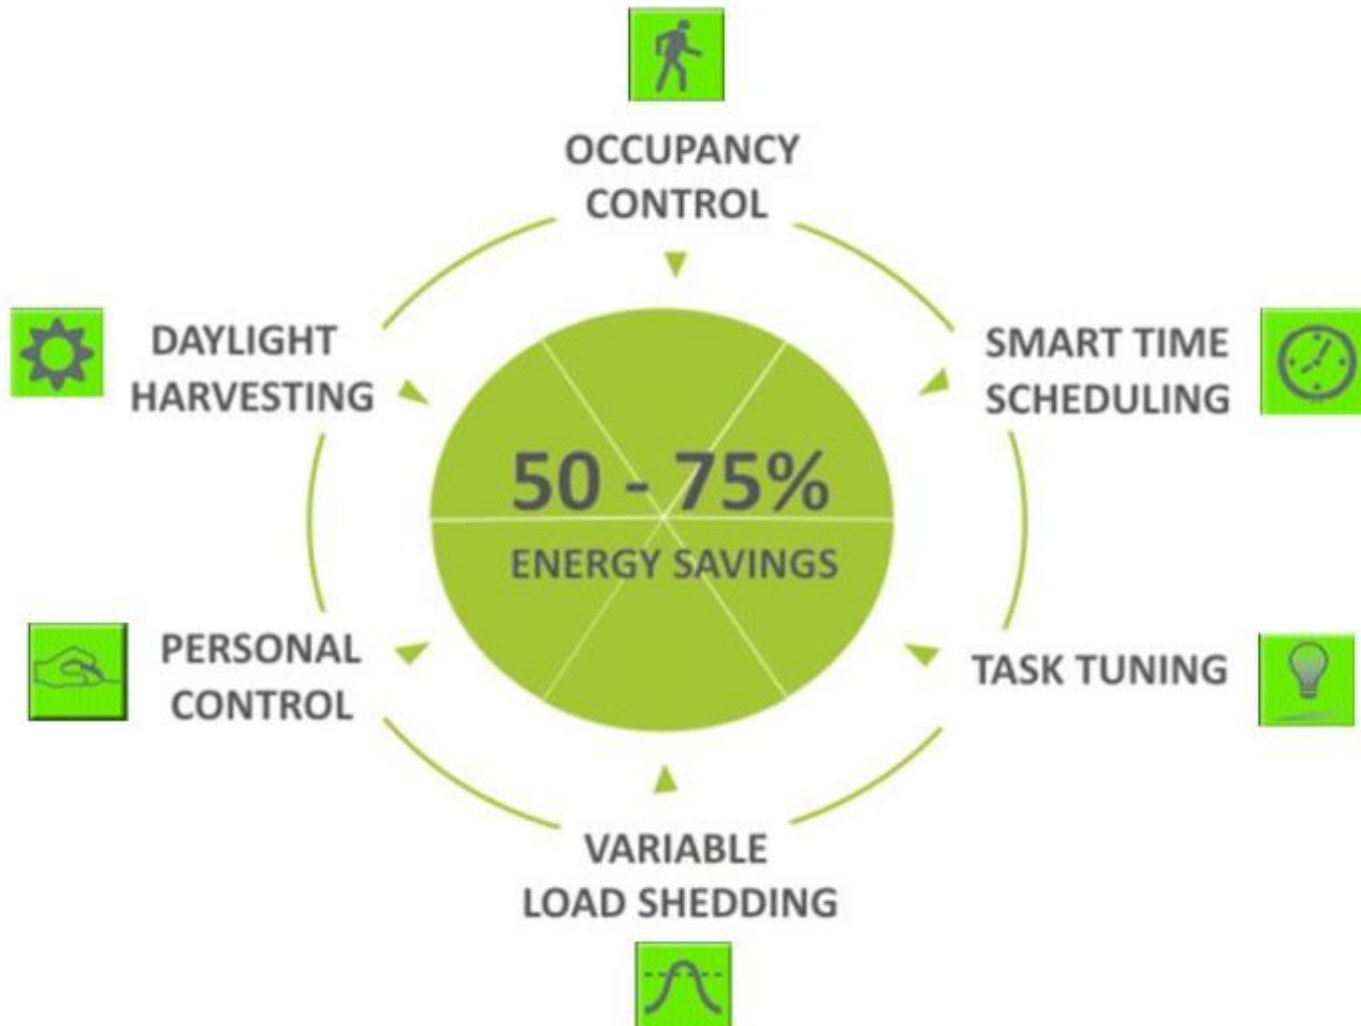 OCCUPANCY
CONTROL
DAYLIGHT
HARVESTING
SMART TIME
SCHEDULING
50 - 75%
ENERGY SAVINGS
PERSONAL
CONTROL
TASK TUNING
VARIABLE
LOAD SHEDDING